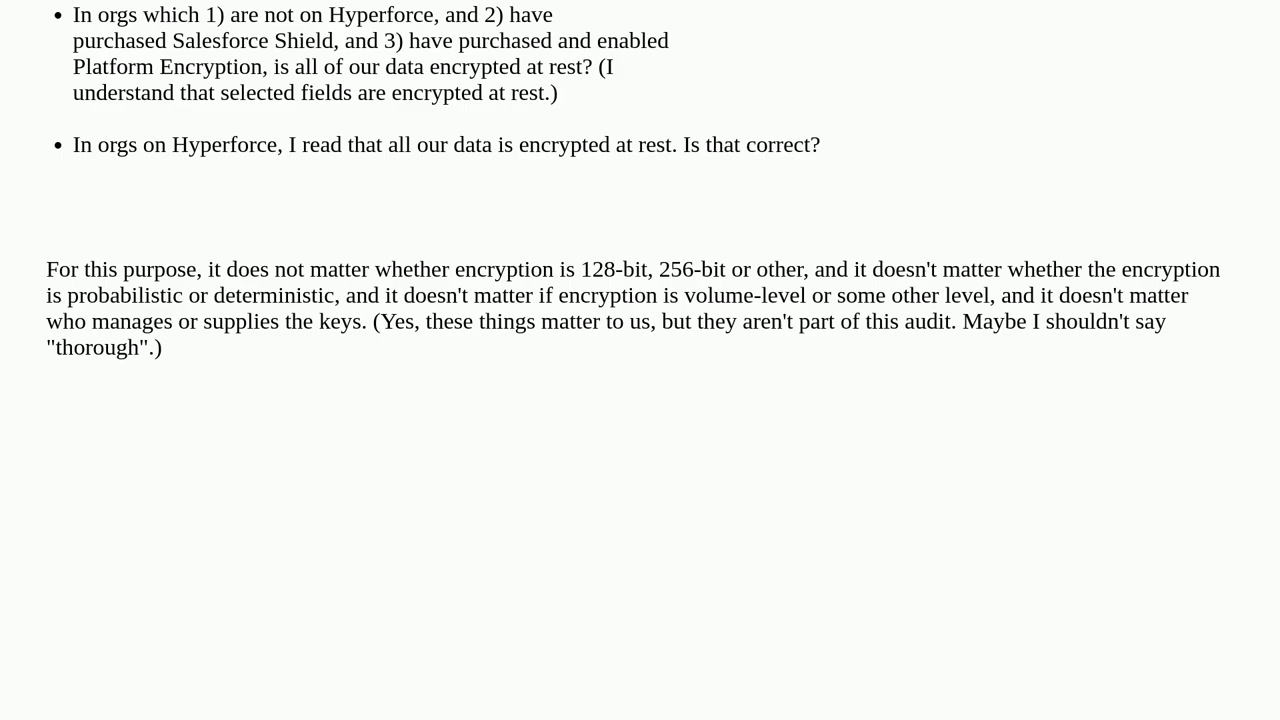 • In orgs which 1) are not on Hyperforce, and 2) have
purchased Salesforce Shield, and 3) have purchased and enabled
Platform Encryption, is all of our data encrypted at rest? (I
understand that selected fields are encrypted at rest.)
• In orgs on Hyperforce, I read that all our data is encrypted at rest. Is that correct?
For this purpose, it does not matter whether encryption is 128-bit, 256-bit or other, and it doesn't matter whether the encryption
is probabilistic or deterministic, and it doesn't matter if encryption is volume-level or some other level, and it doesn't matter
who manages or supplies the keys. (Yes, these things matter to us, but they aren't part of this audit. Maybe I shouldn't say
"thorough".)